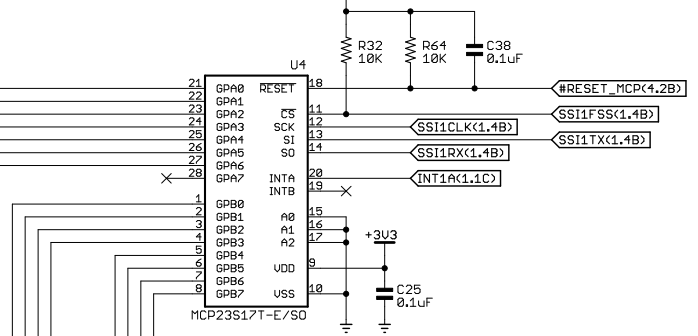 R32
10K
R64
10K
C38
0.1uF
U4
21 GPA0 RESET 18 #RESET_MCP(4.2B)
22 GPA1
23 GPA2 CS 11 SSI1FSS(1.4B)
24 GPA3 SCK 12 SSI1CLK(1.4B)
25 GPA4 SI 13 SSI1TX(1.4B)
26 GPA5 SO 14 SSI1RX(1.4B)
27 GPA6
28 GPA7 INTA 20 INT1A(1.1C)
INTB 19
1 GPB0
2 GPB1 A0 15
3 GPB2 A1 16
4 GPB3 A2 17 +3V3
5 GPB4
6 GPB5 VDD 9
7 GPB6
8 GPB7 VSS 10
C25
0.1uF
MCP23S17T-E/SO